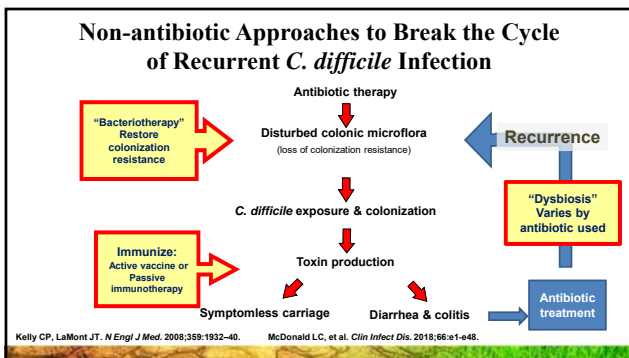 Non-antibiotic Approaches to Break the Cycle
of Recurrent C. difficile Infection
Antibiotic therapy
“Bacteriotherapy”
Restore
colonization
resistance
Disturbed colonic microflora
(loss of colonization resistance)
Recurrence
“Dysbiosis”
Varies by
antibiotic used
C. difficile exposure & colonization
Immunize:
Active vaccine or
Passive
immunotherapy
Toxin production
Symptomless carriage
Diarrhea & colitis
Antibiotic
treatment
Kelly CP, LaMont JT. N Engl J Med. 2008;359:1932–40.
McDonald LC, et al. Clin Infect Dis. 2018;66:e1-e48.